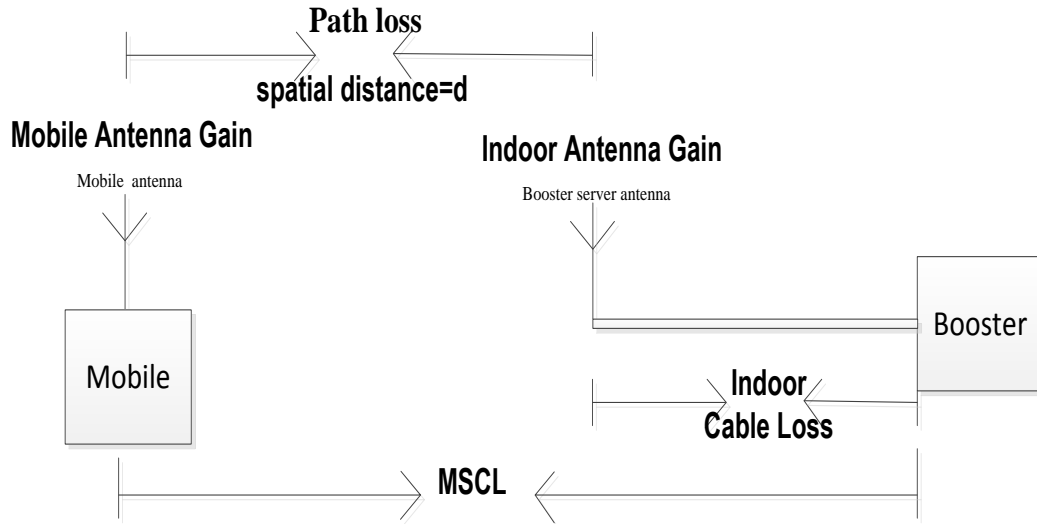 Path loss
spatial distance=d
Mobile Antenna Gain
Indoor Antenna Gain
Mobile antenna
Booster server antenna
Mobile
Booster
Indoor
Cable Loss
MSCL